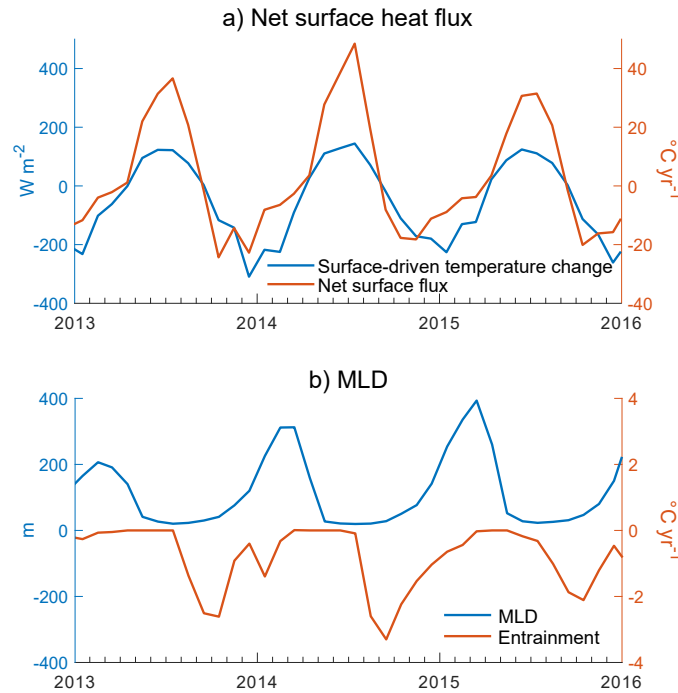 a) Net surface heat flux
400
200
0
-200
-400
W m-2
40
20
0
-20
-40
°C yr-1
Surface-driven temperature change
Net surface flux
2013 2014 2015 2016
b) MLD
400
200
0
-200
-400
m
4
2
0
-2
-4
°C yr-1
MLD
Entrainment
2013 2014 2015 2016